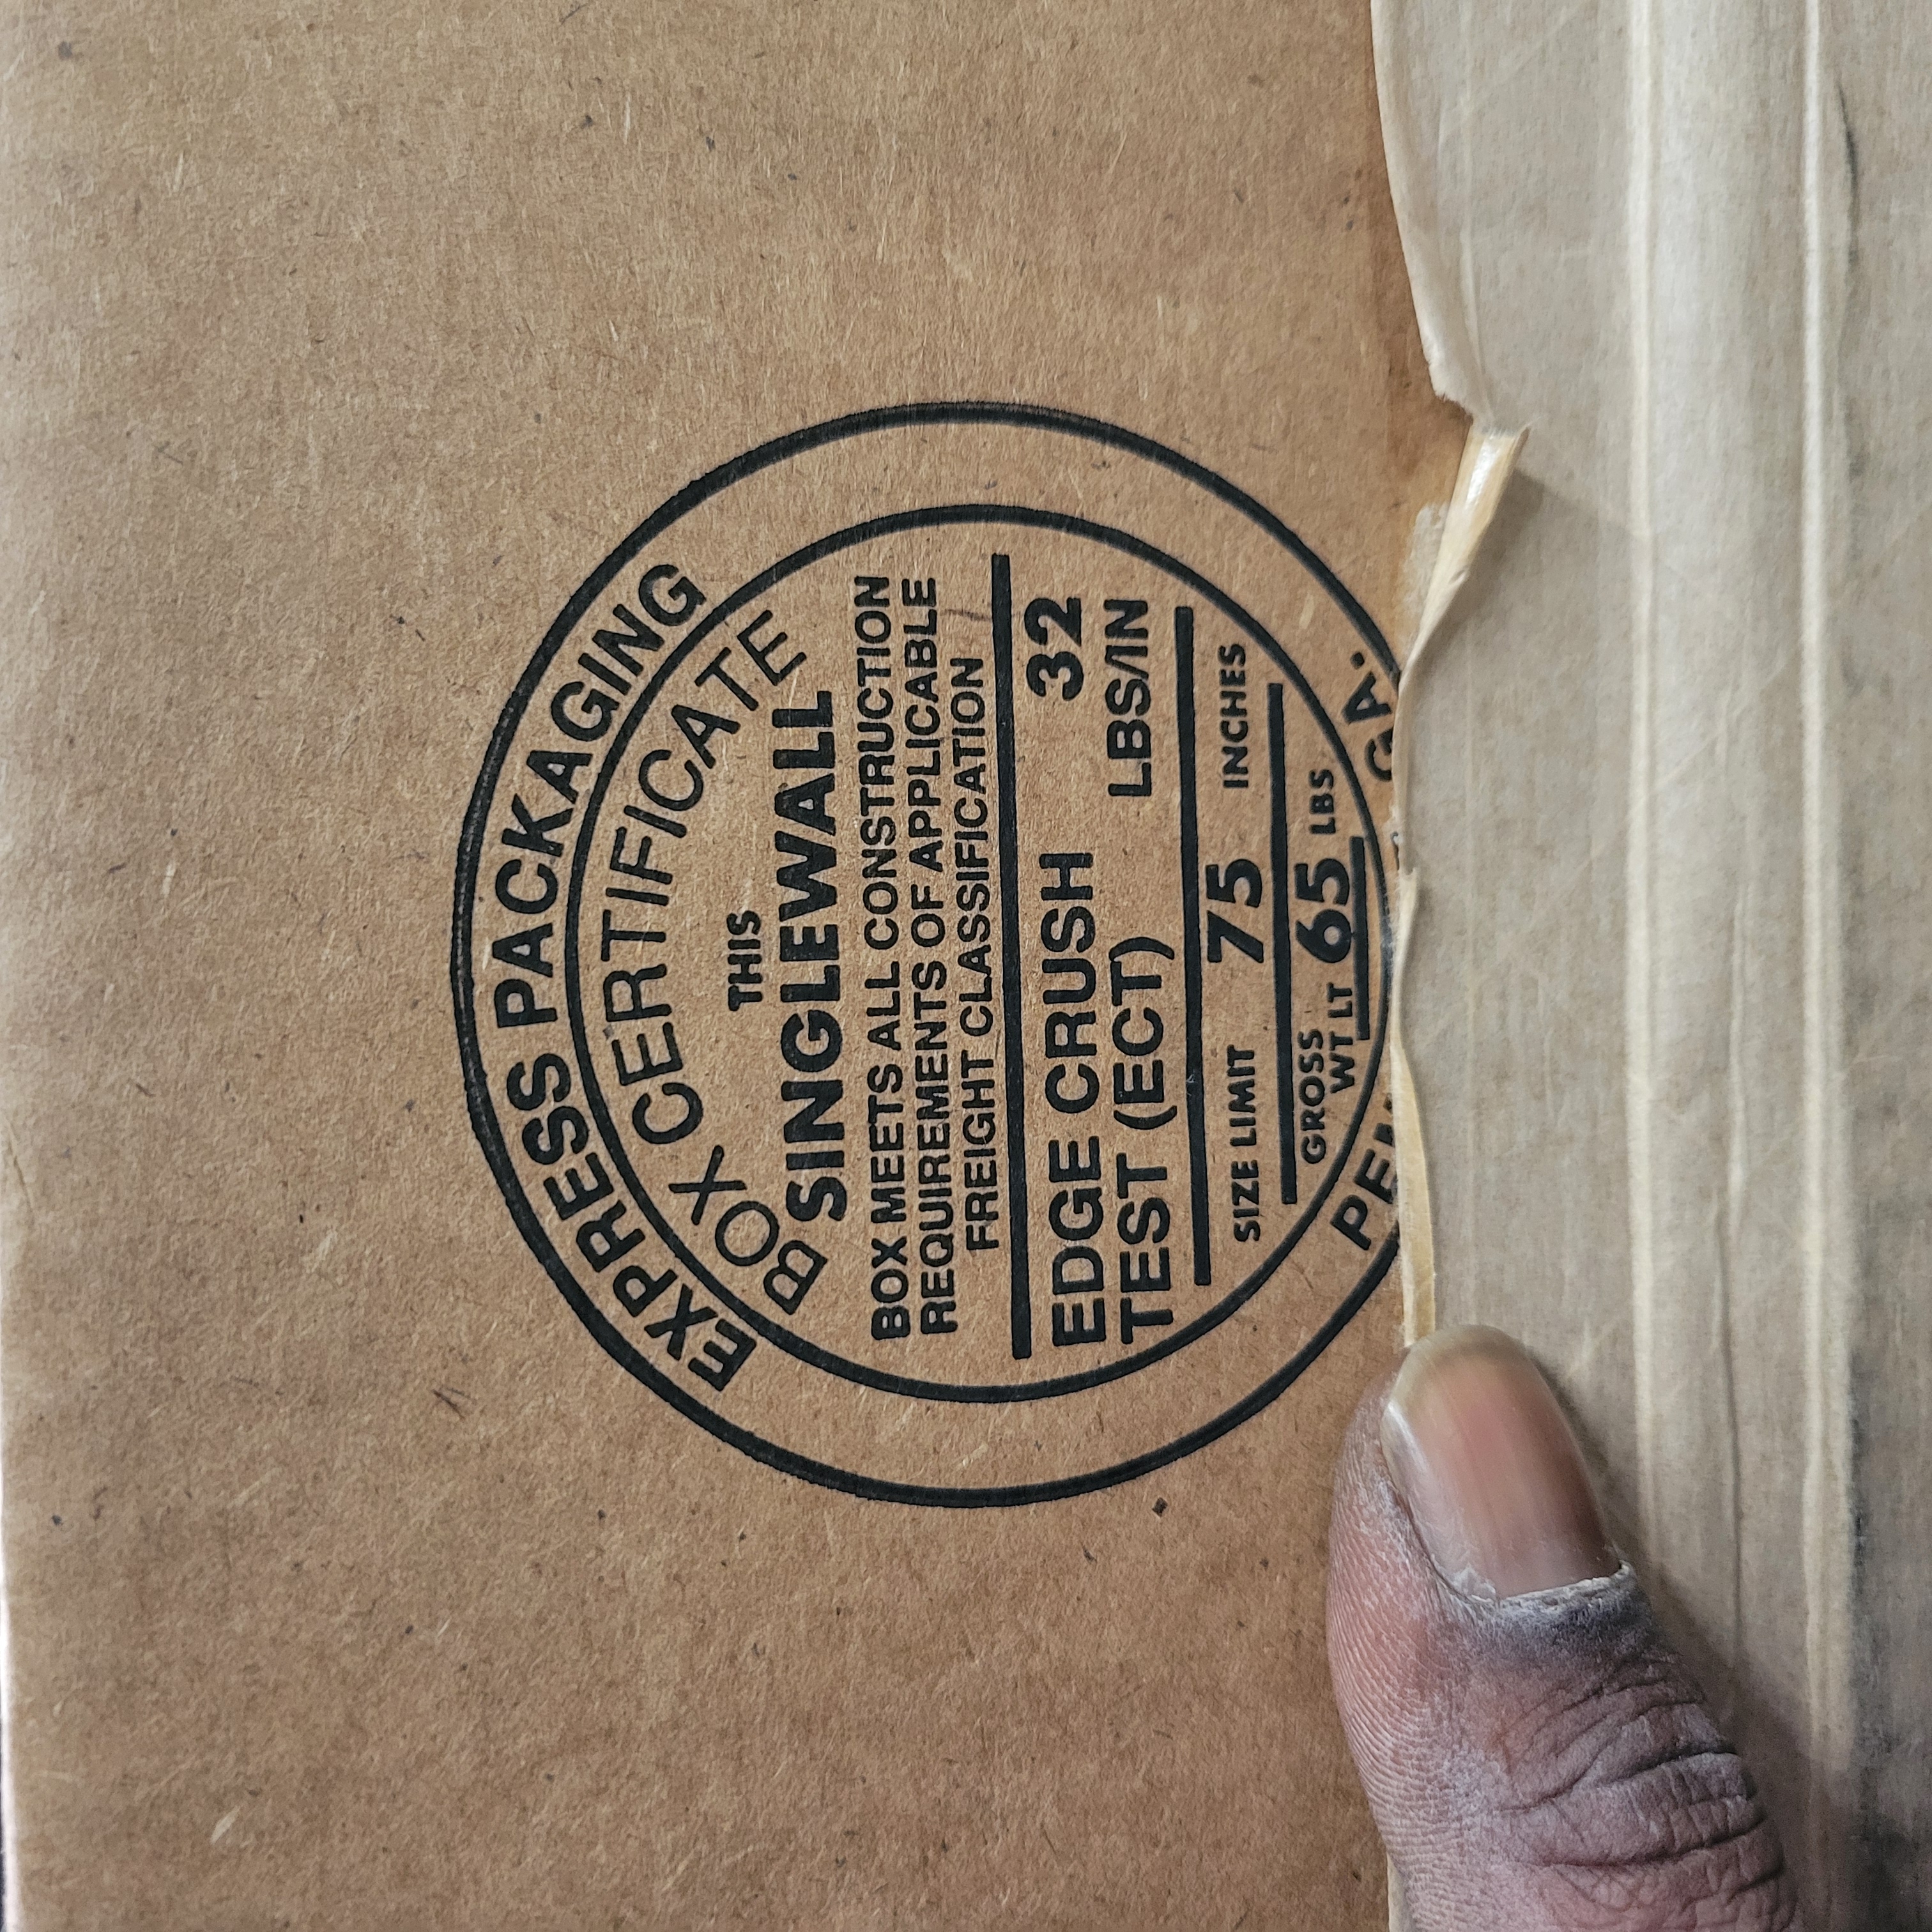 EXPRESS PACKAGING
BOX CERTIFICATE
THIS
SINGLEWALL
BOX MEETS ALL CONSTRUCTION
REQUIREMENTS OF APPLICABLE
FREIGHT CLASSIFICATION
EDGE CRUSH 32
TEST (ECT) LBS/IN
SIZE LIMIT 75 INCHES
GROSS
WT LT 65 LBS
GA.